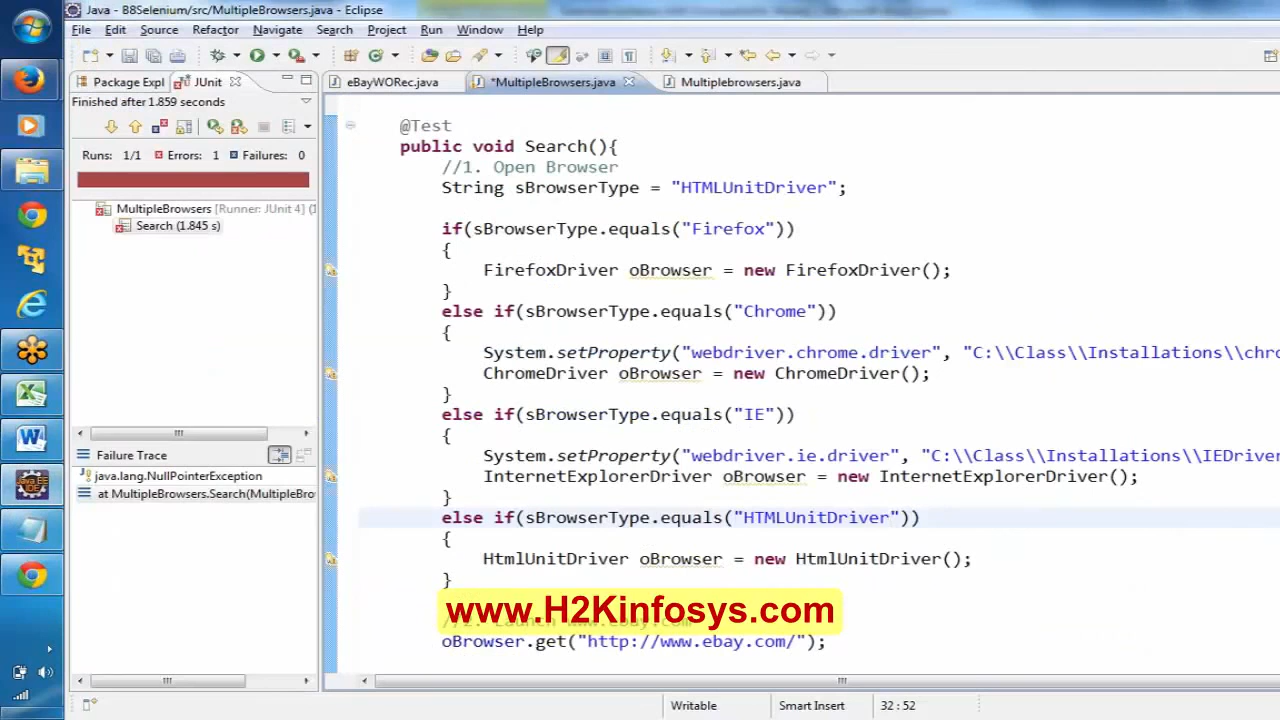 Java - B8Selenium/src/MultipleBrowsers.java - Eclipse
File Edit Source Refactor Navigate Search Project Run Window Help
Package Expl JUnit
eBayWORec.java *MultipleBrowsers.java Multiplebrowsers.java
Finished after 1.859 seconds
Runs: 1/1 Errors: 1 Failures: 0
MultipleBrowsers [Runner: JUnit 4] (1
Search (1.845 s)
Failure Trace
java.lang.NullPointerException
at MultipleBrowsers.Search(MultipleBro
@Test
public void Search(){
//1. Open Browser
String sBrowserType = "HTMLUnitDriver";
if(sBrowserType.equals("Firefox"))
{
FirefoxDriver oBrowser = new FirefoxDriver();
}
else if(sBrowserType.equals("Chrome"))
{
System.setProperty("webdriver.chrome.driver", "C:\\Class\\Installations\\chro
ChromeDriver oBrowser = new ChromeDriver();
}
else if(sBrowserType.equals("IE"))
{
System.setProperty("webdriver.ie.driver", "C:\\Class\\Installations\\IEDriver
InternetExplorerDriver oBrowser = new InternetExplorerDriver();
}
else if(sBrowserType.equals("HTMLUnitDriver"))
{
HtmlUnitDriver oBrowser = new HtmlUnitDriver();
}
www.H2Kinfosys.com
//2. Launch www.ebay.com
oBrowser.get("http://www.ebay.com/");
Writable Smart Insert 32 : 52